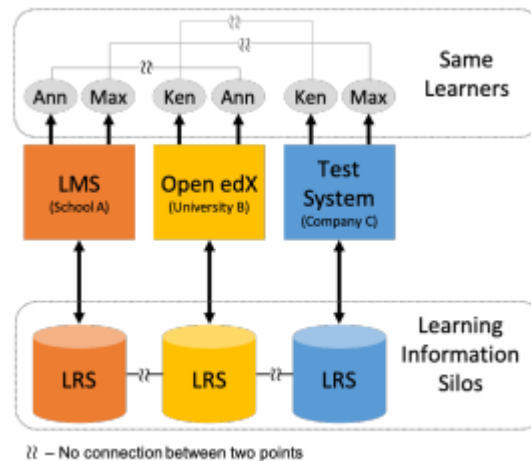 Same
Learners
Ann Max Ken Ann Ken Max
LMS
(School A)
Open edX
(University B)
Test
System
(Company C)
LRS LRS LRS
Learning
Information
Silos
≀≀ – No connection between two points